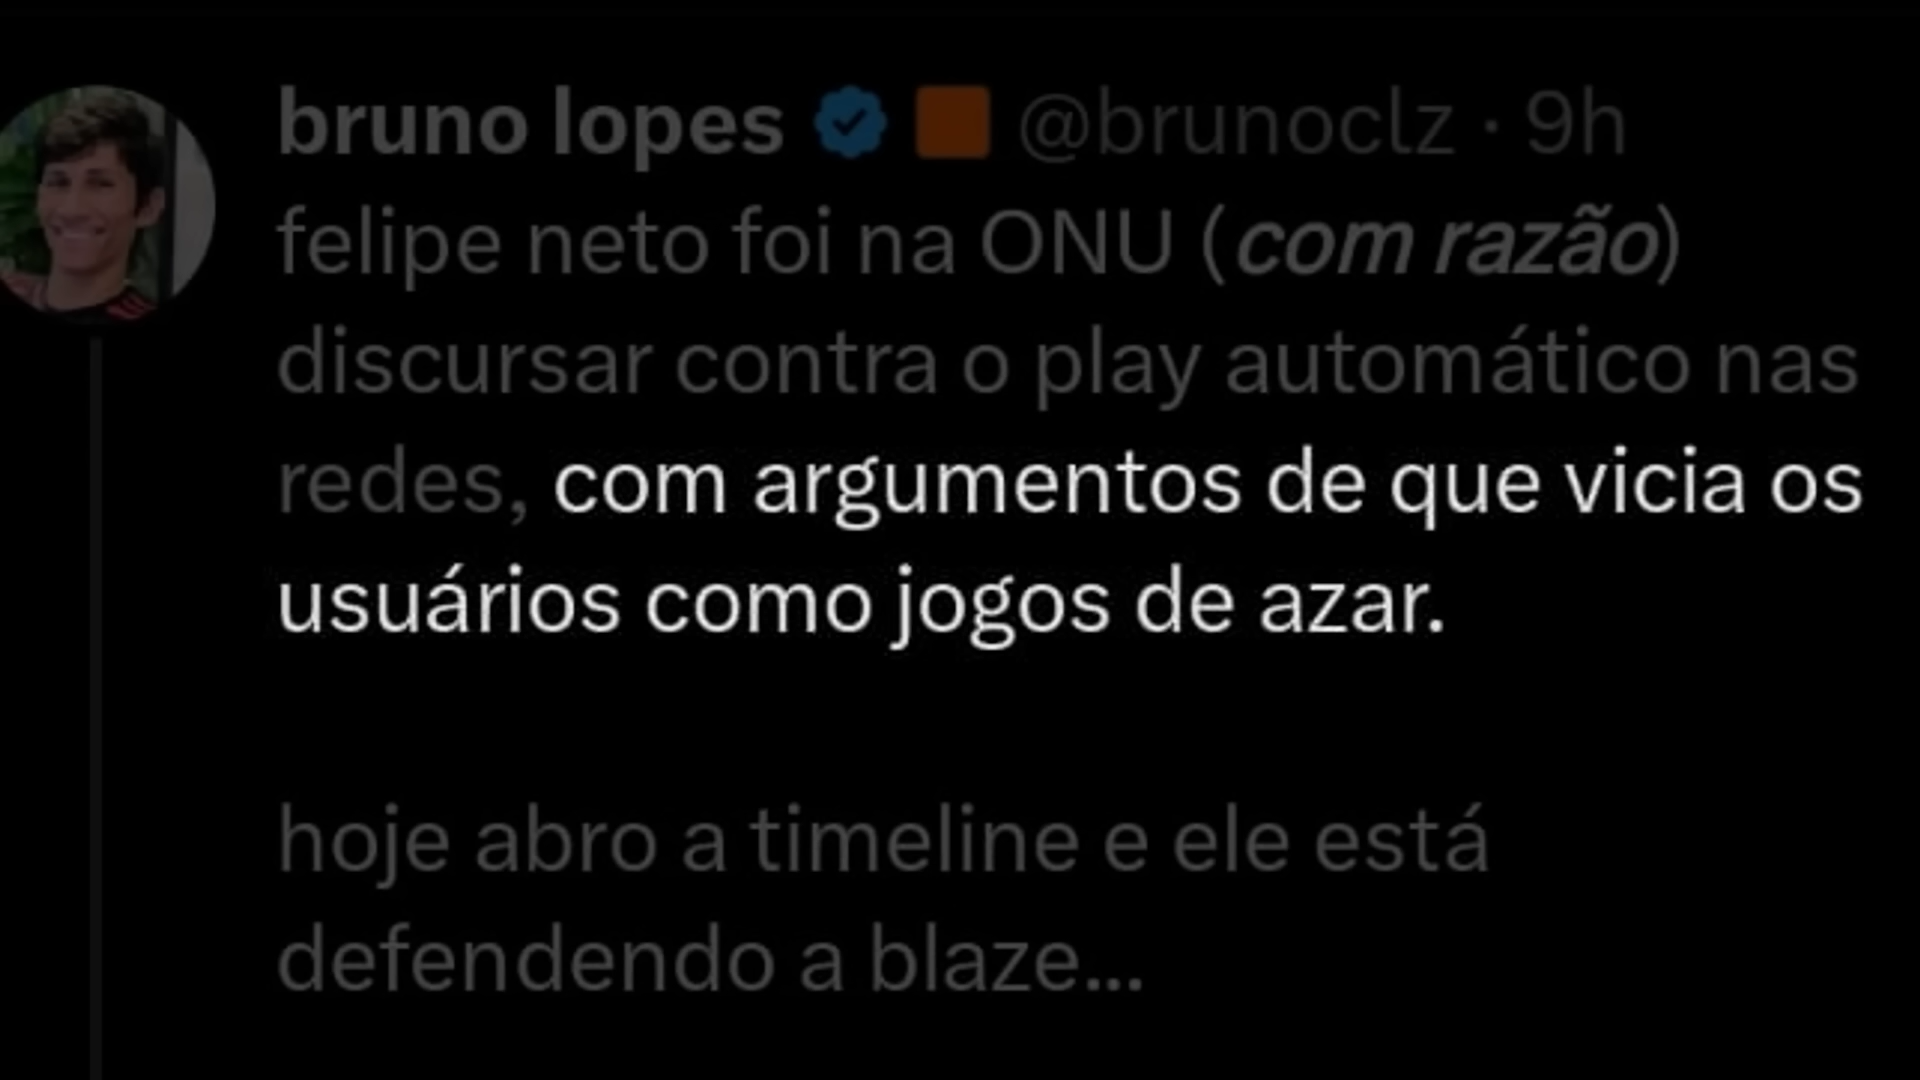 bruno lopes @brunoclz · 9h
felipe neto foi na ONU (com razão)
discursar contra o play automático nas
redes, com argumentos de que vicia os
usuários como jogos de azar.
hoje abro a timeline e ele está
defendendo a blaze...